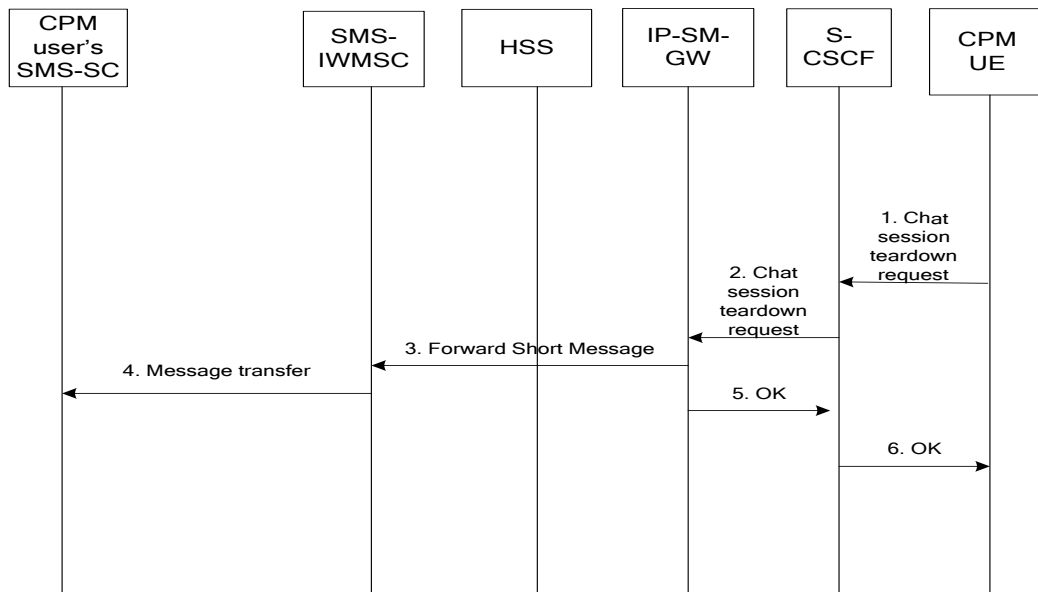 CPM
user’s
SMS-SC
SMS-
IWMSC
HSS
IP-SM-
GW
S-
CSCF
CPM
UE
1. Chat
session
teardown
request
2. Chat
session
teardown
request
3. Forward Short Message
4. Message transfer
5. OK
6. OK